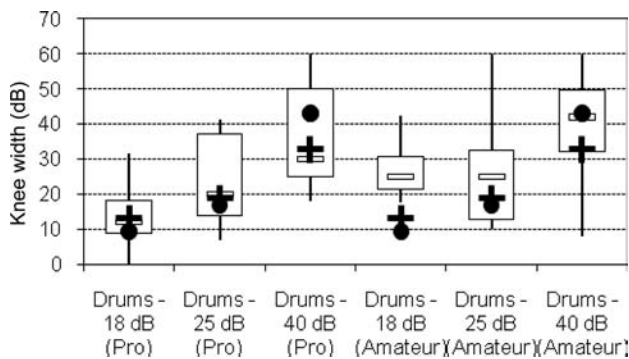 70
60
50
40
30
20
10
0
Knee width (dB)
Drums - Drums - Drums - Drums - Drums - Drums -
18 dB 25 dB 40 dB 18 dB 25 dB 40 dB
(Pro) (Pro) (Pro) (Amateur)(Amateur)(Amateur)